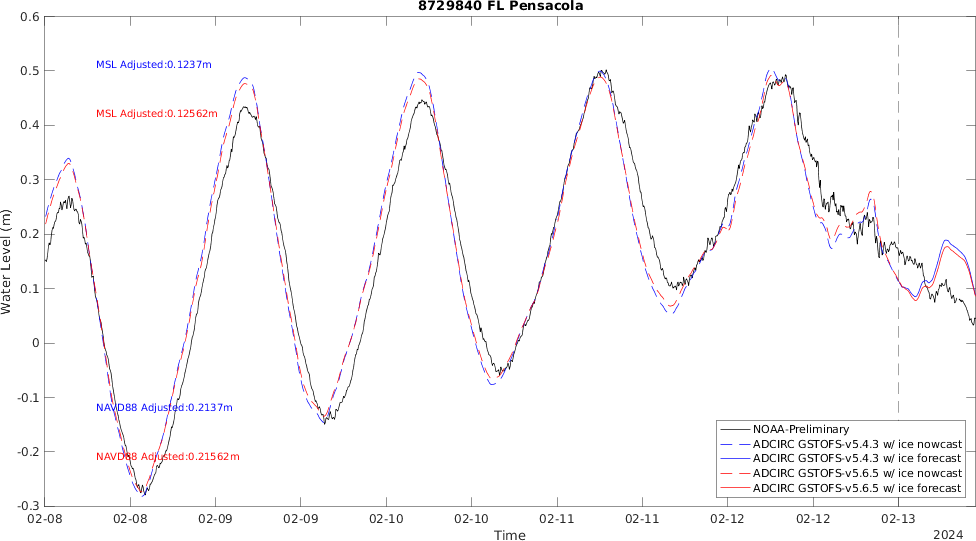 8729840 FL Pensacola
0.6
0.5
0.4
0.3
0.2
0.1
0
-0.1
-0.2
-0.3
Water Level (m)
MSL Adjusted:0.1237m
MSL Adjusted:0.12562m
NAVD88 Adjusted:0.2137m
NAVD88 Adjusted:0.21562m
NOAA-Preliminary
ADCIRC GSTOFS-v5.4.3 w/ ice nowcast
ADCIRC GSTOFS-v5.4.3 w/ ice forecast
ADCIRC GSTOFS-v5.6.5 w/ ice nowcast
ADCIRC GSTOFS-v5.6.5 w/ ice forecast
02-08 02-08 02-09 02-09 02-10 02-10 02-11 02-11 02-12 02-12 02-13
Time
2024